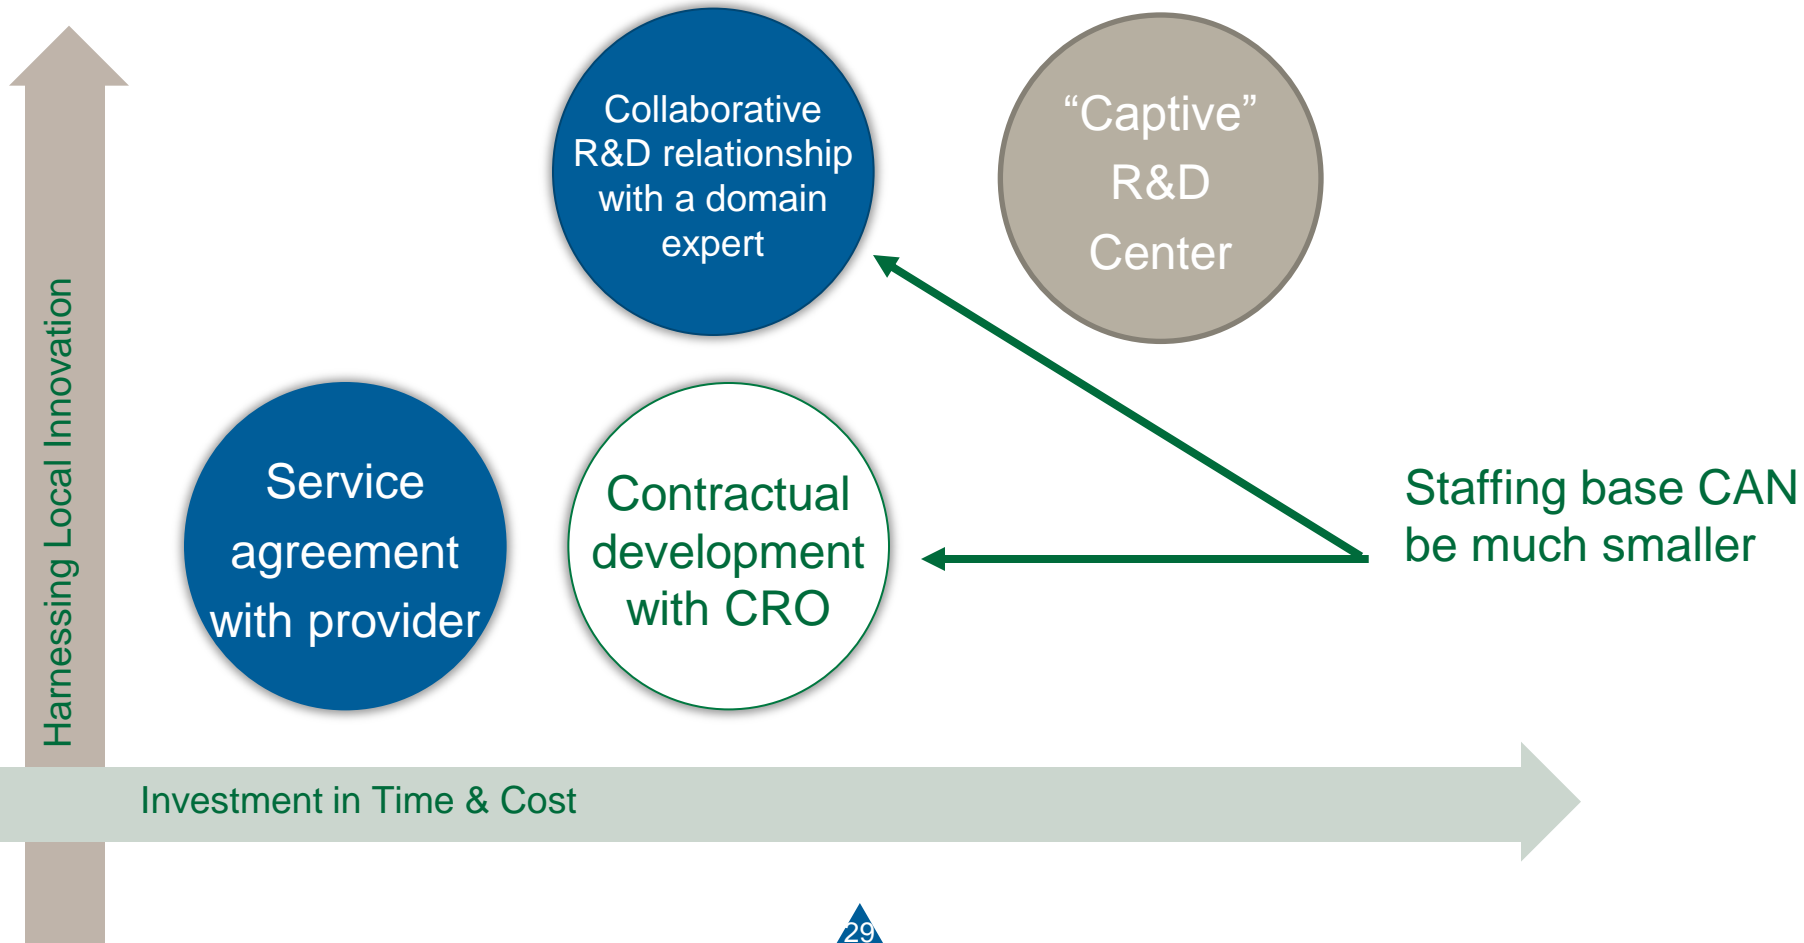 Collaborative
R&D relationship
with a domain
expert
“Captive”
R&D
Center
Harnessing Local Innovation
Service
agreement
with provider
Contractual
development
with CRO
Staffing base CAN
be much smaller
Investment in Time & Cost
29